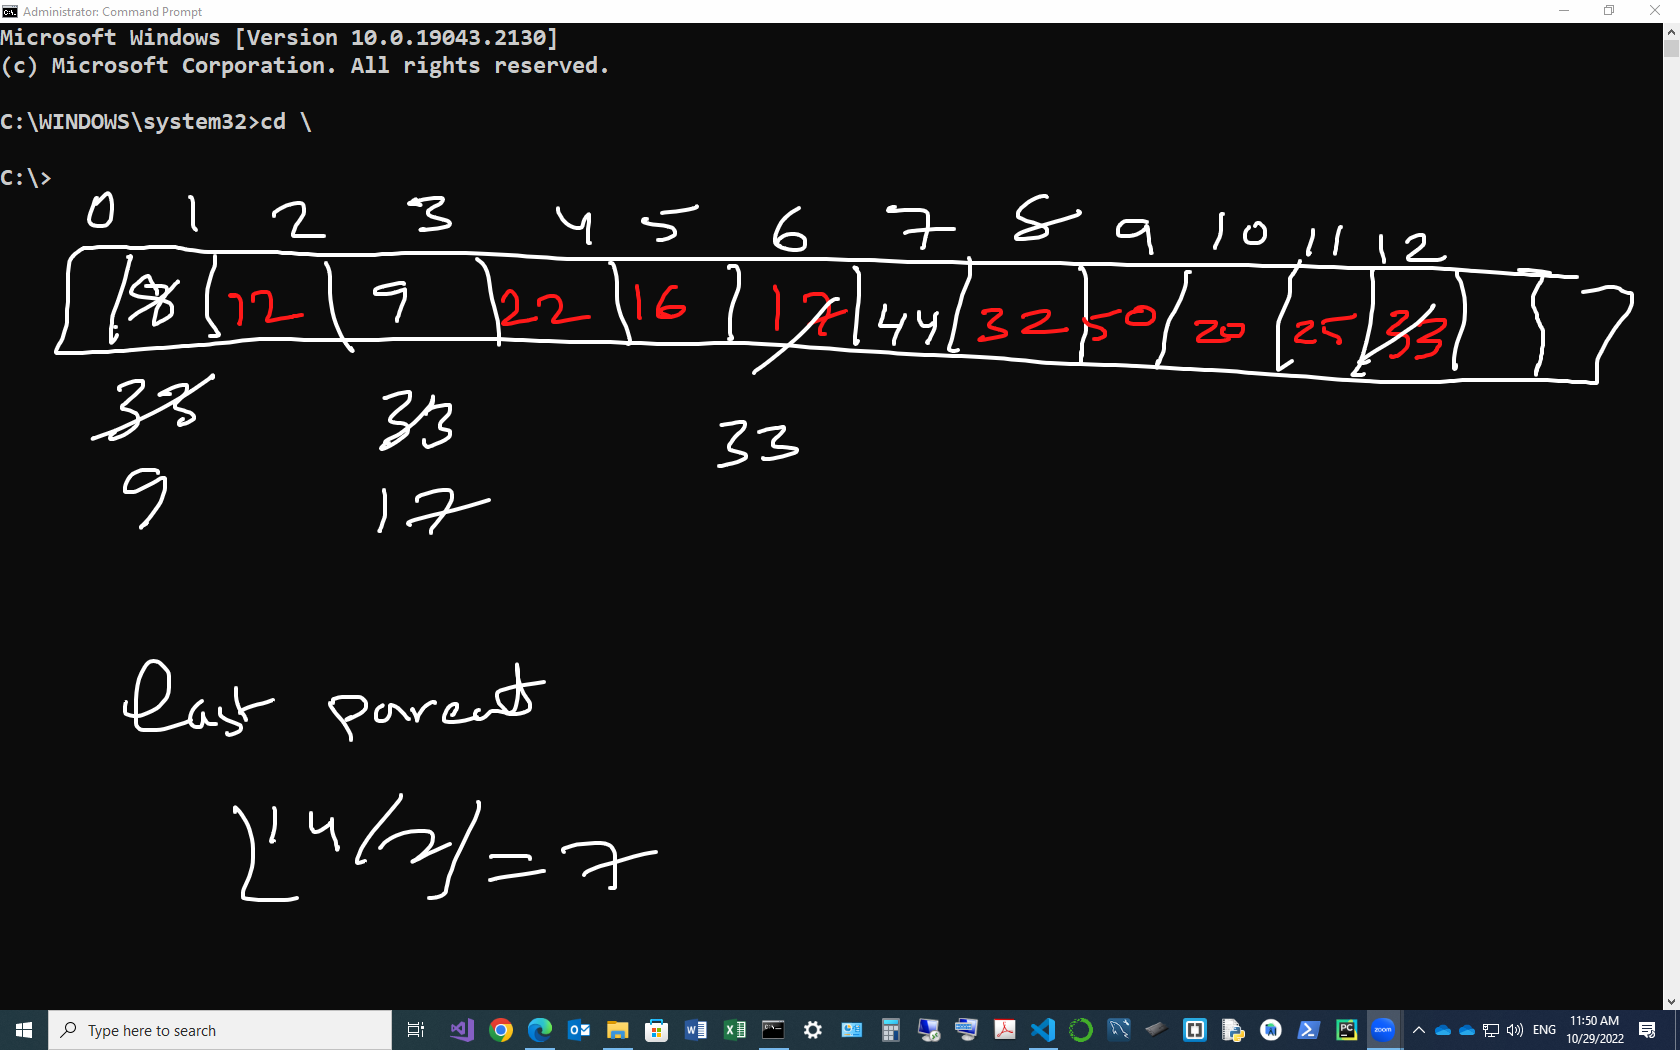 Administrator: Command Prompt
Microsoft Windows [Version 10.0.19043.2130]
(c) Microsoft Corporation. All rights reserved.
C:\WINDOWS\system32>cd \
C:\>
0 1 2 3 4 5 6 7 8 9 10 11 12
8 12 9 22 16 17 44 32 50 20 25 33
33 33 33
9 17
last parent
⌊14/2⌋ = 7
Type here to search
ENG
11:50 AM
10/29/2022